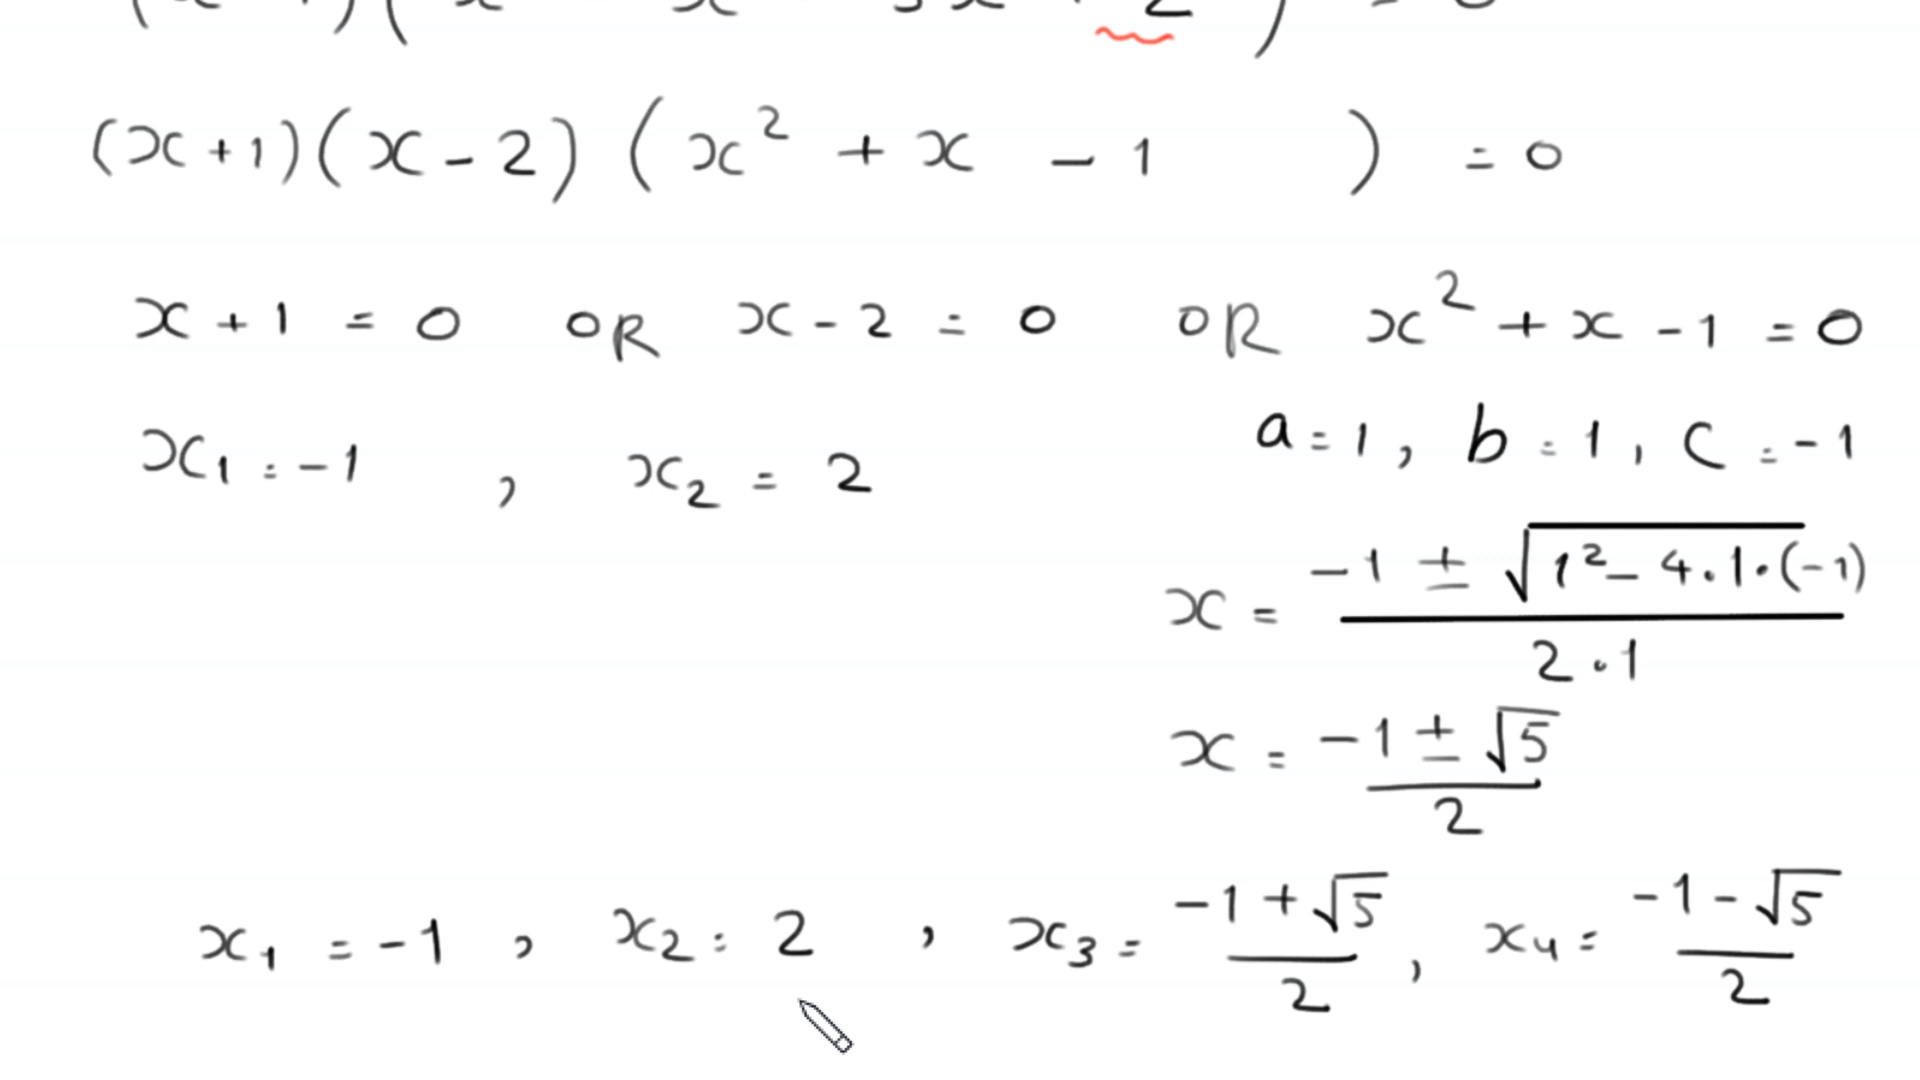 (x+1)(x-2)(x² + x - 1) = 0
x + 1 = 0 OR x - 2 = 0 OR x² + x - 1 = 0
x₁ = -1 , x₂ = 2
a = 1 , b = 1 , c = -1
x = (-1 ± √(1² - 4·1·(-1)))/(2·1)
x = (-1 ± √5)/2
x₁ = -1 , x₂ = 2 , x₃ = (-1 + √5)/2 , x₄ = (-1 - √5)/2